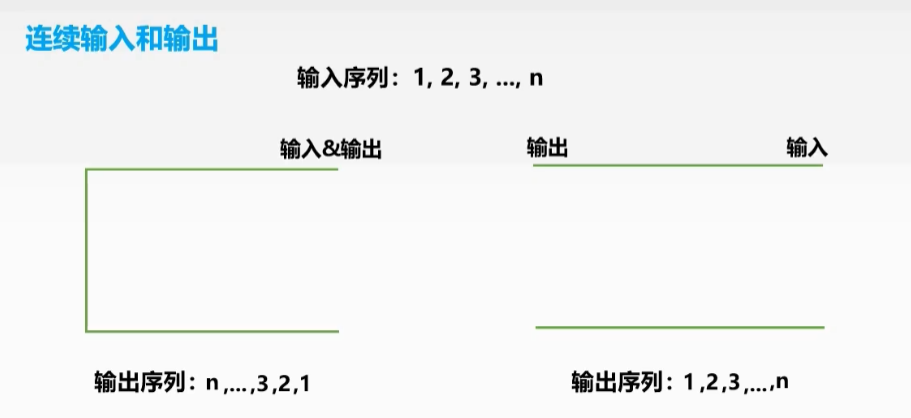 连续输入和输出
输入序列：1, 2, 3, ..., n
输入&输出
输出 输入
输出序列：n,...,3,2,1
输出序列：1,2,3,...,n